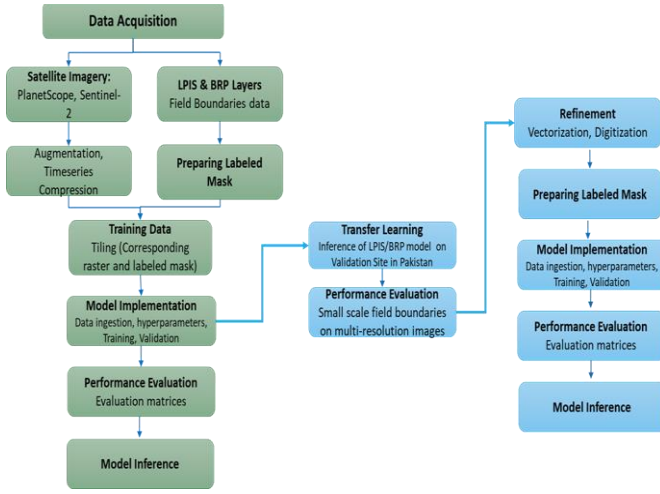 Data Acquisition
Satellite Imagery:
PlanetScope, Sentinel-
2
Augmentation,
Timeseries
Compression
LPIS & BRP Layers
Field Boundaries data
Preparing Labeled
Mask
Training Data
Tiling (Corresponding
raster and labeled mask)
Model Implementation
Data ingestion, hyperparameters,
Training, Validation
Performance Evaluation
Evaluation matrices
Model Inference
Transfer Learning
Inference of LPIS/BRP model on
Validation Site in Pakistan
Performance Evaluation
Small scale field boundaries
on multi-resolution images
Refinement
Vectorization, Digitization
Preparing Labeled Mask
Model Implementation
Data ingestion, hyperparameters,
Training, Validation
Performance Evaluation
Evaluation matrices
Model Inference